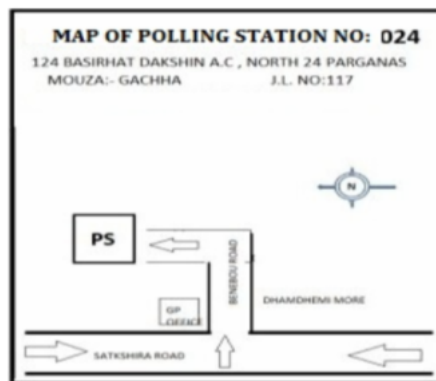 MAP OF POLLING STATION NO: 024
124 BASIRHAT DAKSHIN A.C , NORTH 24 PARGANAS
MOUZA:- GACHHA J.L. NO:117
N
PS
BENEBOU ROAD
DHAMDHEMI MORE
GP
OFFICE
SATKSHIRA ROAD